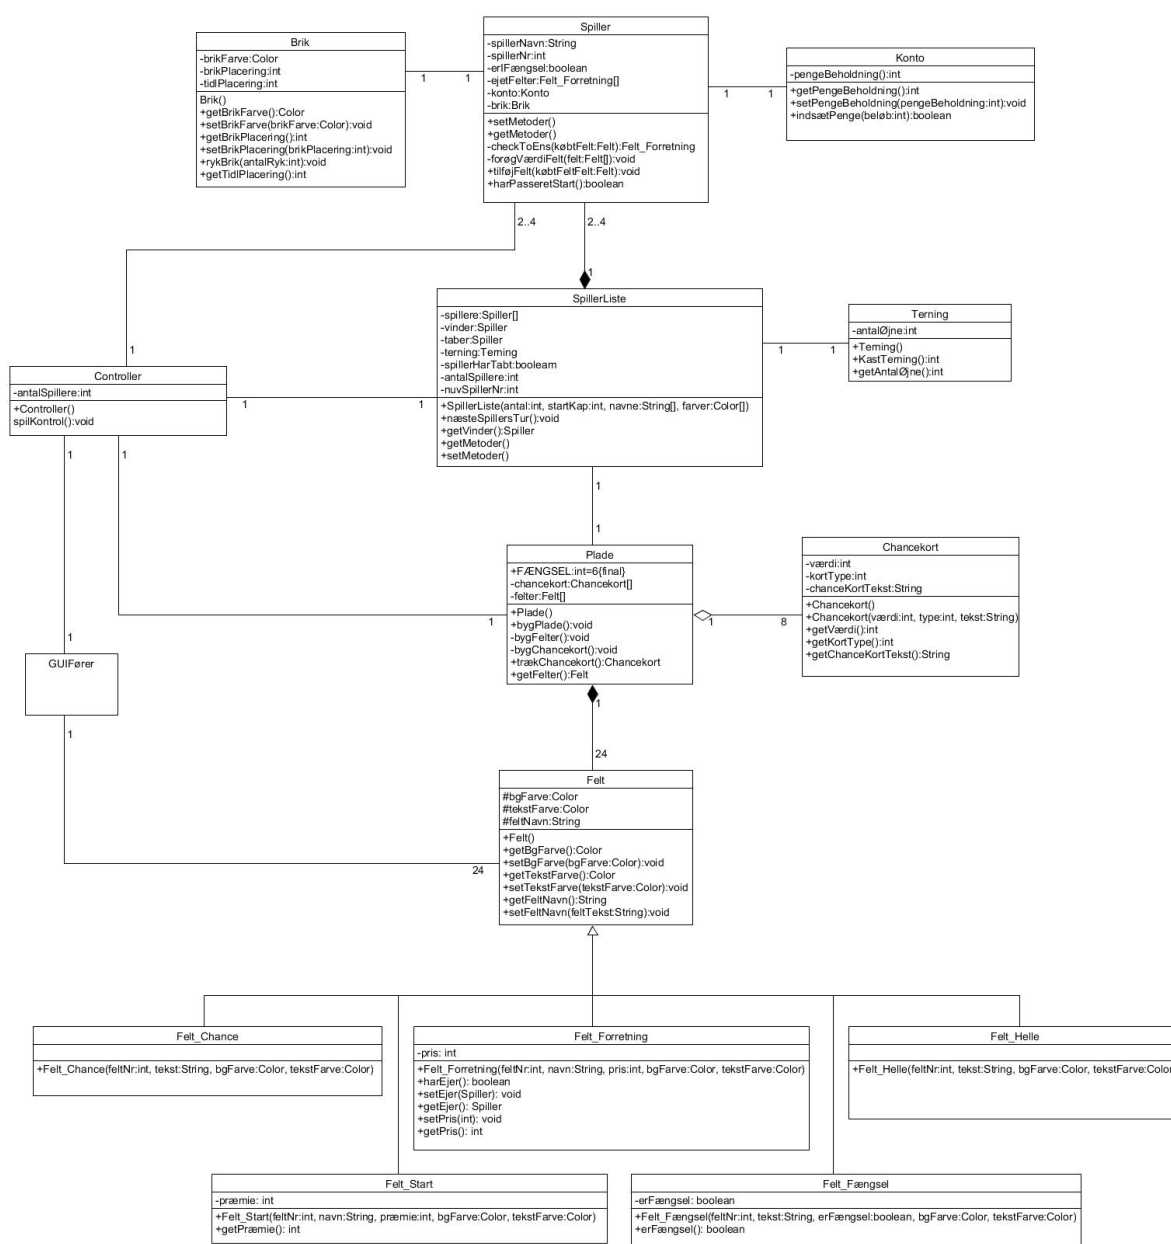 Brik
-brikFarve:Color
-brikPlacering:int
-tidlPlacering:int
Brik()
+getBrikFarve():Color
+setBrikFarve(brikFarve:Color):void
+getBrikPlacering():int
+setBrikPlacering(brikPlacering:int):void
+rykBrik(antalRyk:int):void
+getTidlPlacering():int
1
1
Spiller
-spillerNavn:String
-spillerNr:int
-erIFængsel:boolean
-ejetFelter:Felt_Forretning[]
-konto:Konto
-brik:Brik
+setMetoder()
+getMetoder()
-checkToEns(købtFelt:Felt):Felt_Forretning
-forøgVærdiFelt(felt:Felt[]):void
+tilføjFelt(købtFeltFelt:Felt):void
+harPasseretStart():boolean
1
1
Konto
-pengeBeholdning():int
+getPengeBeholdning():int
+setPengeBeholdning(pengeBeholdning:int):void
+indsætPenge(beløb:int):boolean
2..4
2..4
1
1
SpillerListe
-spillere:Spiller[]
-vinder:Spiller
-taber:Spiller
-terning:Terning
-spillerHarTabt:booleam
-antalSpillere:int
-nuvSpillerNr:int
+SpillerListe(antal:int, startKap:int, navne:String[], farver:Color[])
+næsteSpillersTur():void
+getVinder():Spiller
+getMetoder()
+setMetoder()
1
1
Terning
-antalØjne:int
+Terning()
+KastTerning():int
+getAntalØjne():int
Controller
-antalSpillere:int
+Controller()
spilKontrol():void
1
1
1
1
1
1
Plade
+FÆNGSEL:int=6{final}
-chancekort:Chancekort[]
-felter:Felt[]
+Plade()
+bygPlade():void
-bygFelter():void
-bygChancekort():void
+trækChancekort():Chancekort
+getFelter():Felt
1
1
8
Chancekort
-værdi:int
-kortType:int
-chanceKortTekst:String
+Chancekort()
+Chancekort(værdi:int, type:int, tekst:String)
+getVærdi():int
+getKortType():int
+getChanceKortTekst():String
1
GUIFører
1
1
24
24
Felt
#bgFarve:Color
#tekstFarve:Color
#feltNavn:String
+Felt()
+getBgFarve():Color
+setBgFarve(bgFarve:Color):void
+getTekstFarve():Color
+setTekstFarve(tekstFarve:Color):void
+getFeltNavn():String
+setFeltNavn(feltTekst:String):void
Felt_Chance
+Felt_Chance(feltNr:int, tekst:String, bgFarve:Color, tekstFarve:Color)
Felt_Forretning
-pris: int
+Felt_Forretning(feltNr:int, navn:String, pris:int, bgFarve:Color, tekstFarve:Color)
+harEjer(): boolean
+setEjer(Spiller): void
+getEjer(): Spiller
+setPris(int): void
+getPris(): int
Felt_Helle
+Felt_Helle(feltNr:int, tekst:String, bgFarve:Color, tekstFarve:Color
Felt_Start
-præmie: int
+Felt_Start(feltNr:int, navn:String, præmie:int, bgFarve:Color, tekstFarve:Color)
+getPræmie(): int
Felt_Fængsel
-erFængsel: boolean
+Felt_Fængsel(feltNr:int, tekst:String, erFængsel:boolean, bgFarve:Color, tekstFarve:Color)
+erFængsel(): boolean